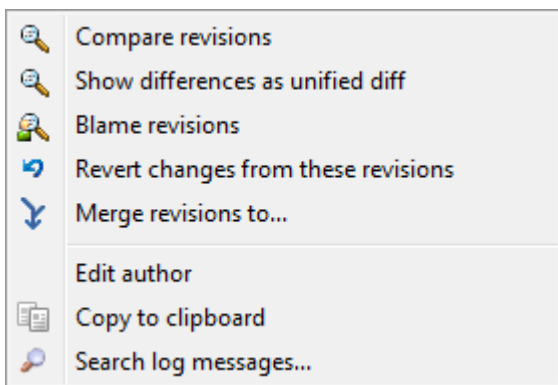 Compare revisions
Show differences as unified diff
Blame revisions
Revert changes from these revisions
Merge revisions to...
Edit author
Copy to clipboard
Search log messages...